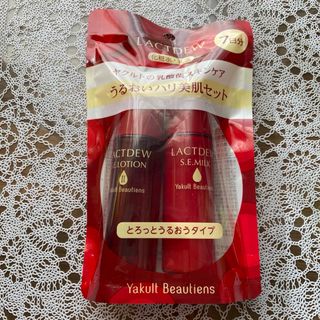 LACTDEW
7日分
ヤクルトの乳酸菌スキンケア
うるおいハリ美肌セット
LACTDEW
S.E.LOTION
Yakult Beautiens
LACTDEW
S.E.MILK
Yakult Beautiens
とろっとうるおうタイプ
Yakult Beautiens